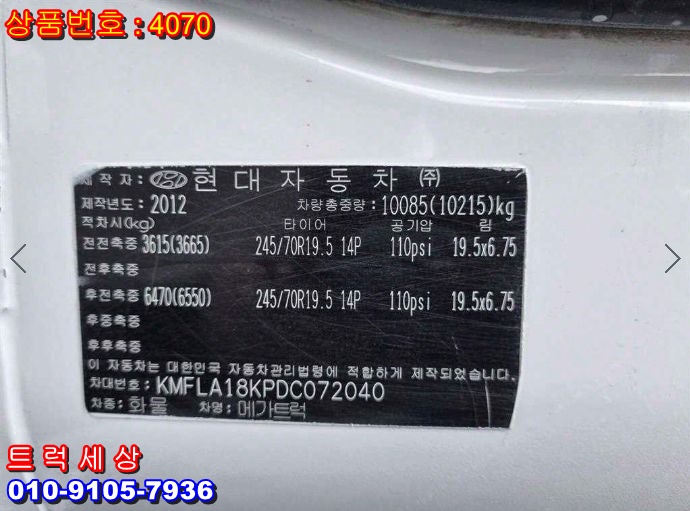 상품번호 : 4070
제 작 자 : 현 대 자 동 차 ㈜
제작년도 : 2012 차량총중량 : 10085(10215)kg
적차시(kg) 타이어 공기압 림
전전축중 3615(3665) 245/70R19.5 14P 110psi 19.5x6.75
전후축중
후전축중 6470(6550) 245/70R19.5 14P 110psi 19.5x6.75
후중축중
후후축중
이 자동차는 대한민국 자동차관리법령에 적합하게 제작되었습니다.
차대번호 : KMFLA18KPDC072040
차종 : 화물 차명 : 메가트럭
트럭세상
010-9105-7936